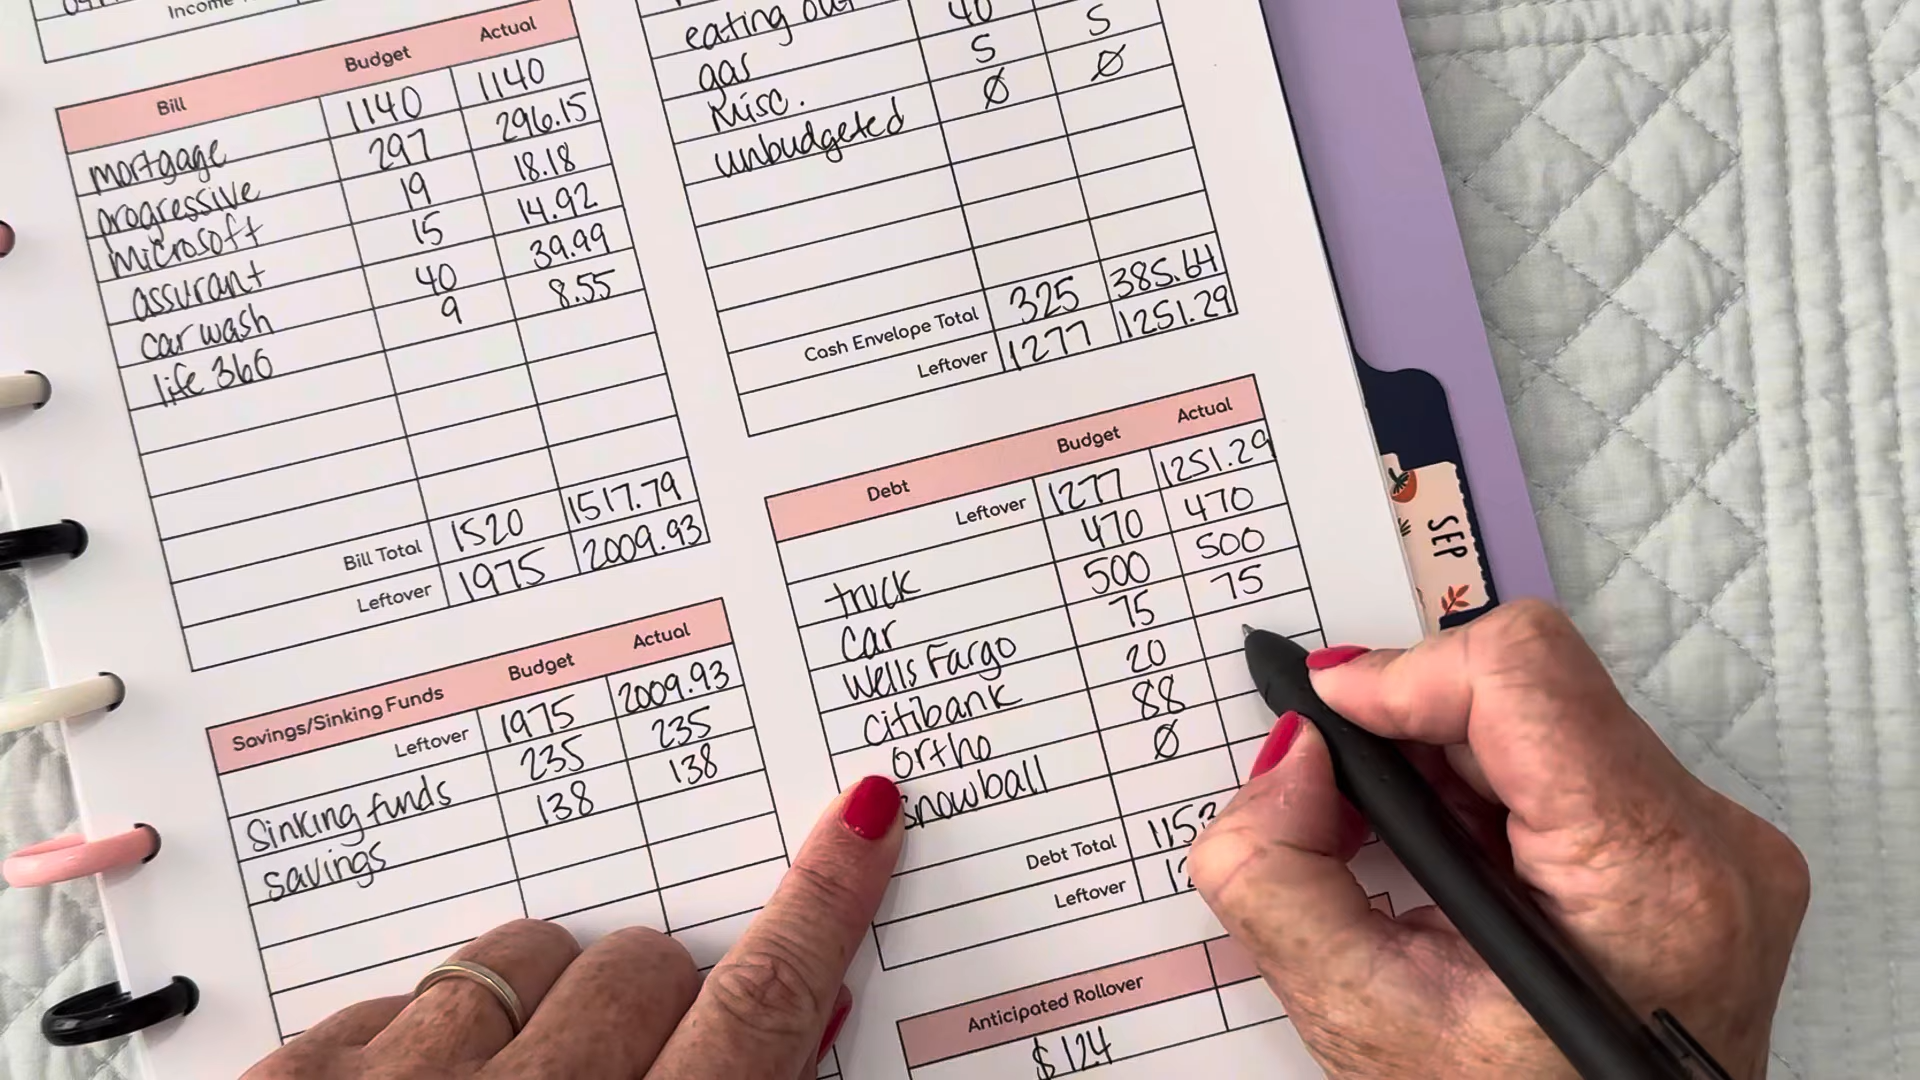 Income
Budget Actual
Bill
mortgage 1140 1140
progressive 297 296.15
microsoft 19 18.18
assurant 15 14.92
car wash 40 39.99
life 360 9 8.55
Bill Total 1520 1517.79
Leftover 1975 2009.93
Savings/Sinking Funds Budget Actual
Leftover 1975 2009.93
Sinking funds 235 235
savings 138 138
eating out 40
gas
Misc. 5 5
unbudgeted Ø Ø
Cash Envelope Total 325 385.64
Leftover 1277 1251.29
Debt Budget Actual
Leftover 1277 1251.29
truck 470 470
car 500 500
Wells Fargo 75 75
Citibank 20
ortho 88
snowball Ø
Debt Total 1153
Leftover
Anticipated Rollover
$124
SEP